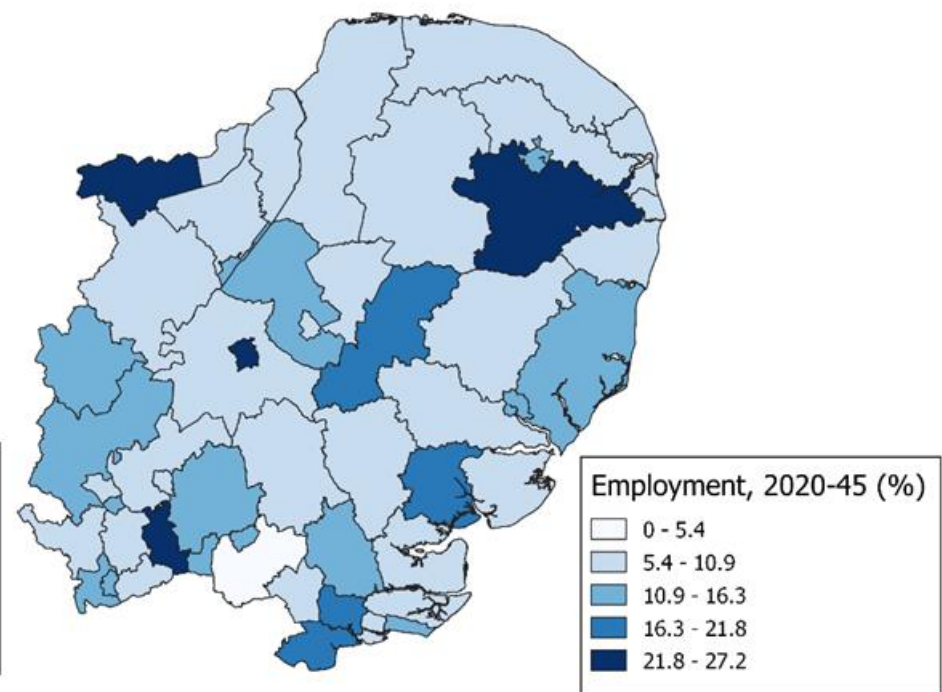 Employment, 2020-45 (%)
0 - 5.4
5.4 - 10.9
10.9 - 16.3
16.3 - 21.8
21.8 - 27.2